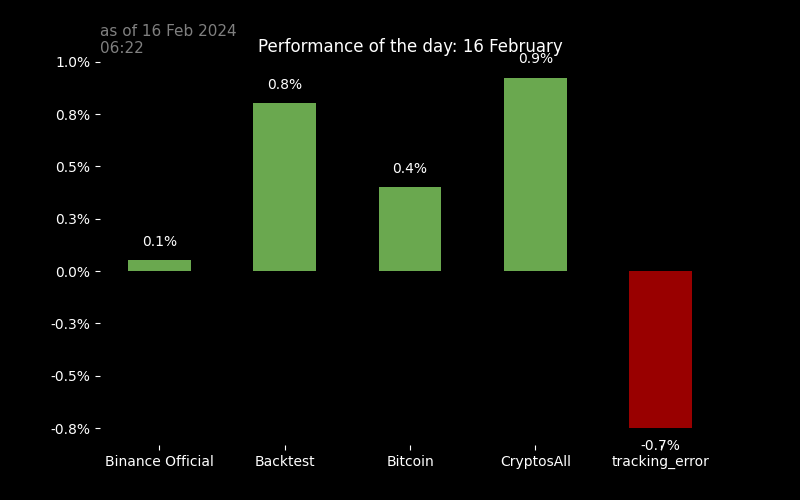 as of 16 Feb 2024
06:22
Performance of the day: 16 February
1.0%
0.8%
0.5%
0.3%
0.0%
-0.3%
-0.5%
-0.8%
0.1%
0.8%
0.4%
0.9%
-0.7%
Binance Official
Backtest
Bitcoin
CryptosAll
tracking_error